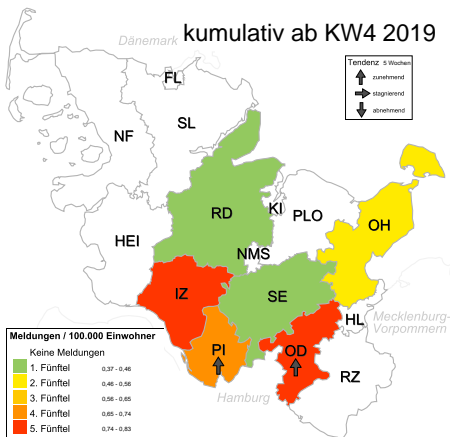 kumulativ ab KW4 2019
Dänemark
Tendenz 5 Wochen
zunehmend
stagnierend
abnehmend
FL
SL
NF
RD
KI
PLO
OH
HEI
NMS
IZ
SE
HL
Mecklenburg-
Vorpommern
PI
OD
RZ
Hamburg
Meldungen / 100.000 Einwohner
Keine Meldungen
1. Fünftel 0,37 - 0,46
2. Fünftel 0,46 - 0,56
3. Fünftel 0,56 - 0,65
4. Fünftel 0,65 - 0,74
5. Fünftel 0,74 - 0,83